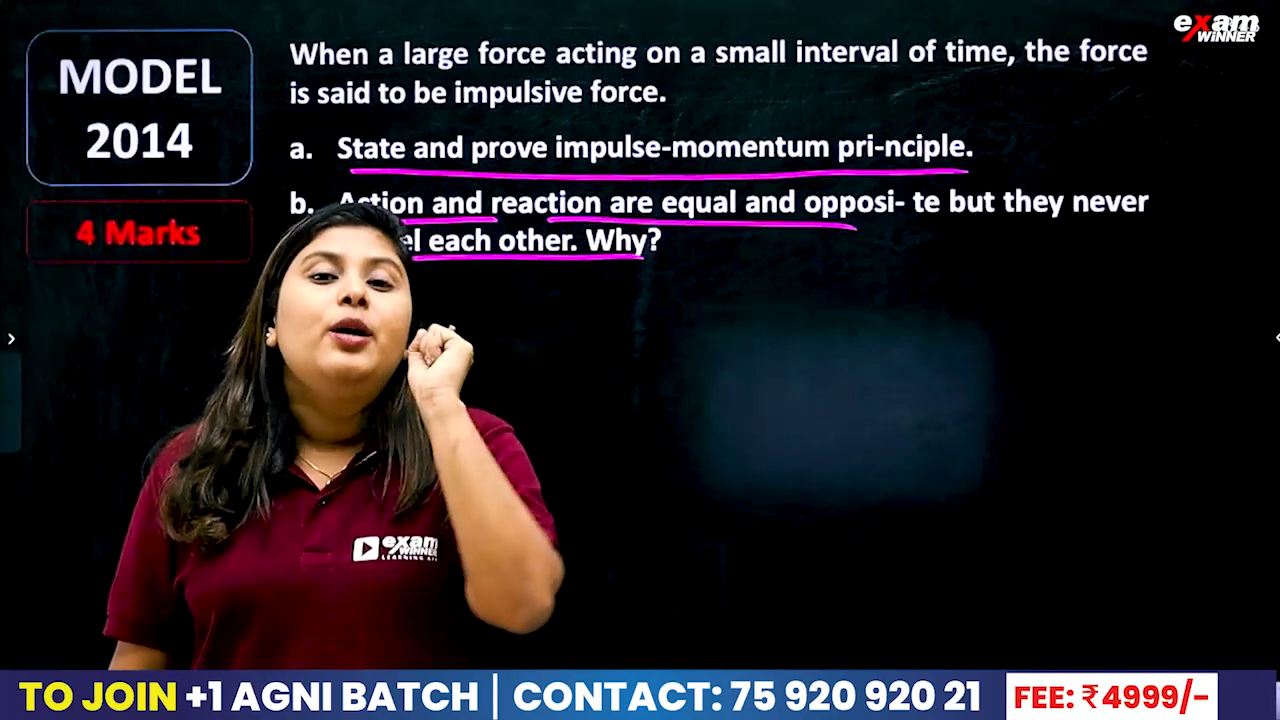 exam
WiNNER
MODEL
2014
4 Marks
When a large force acting on a small interval of time, the force
is said to be impulsive force.
a. State and prove impulse-momentum pri-nciple.
b. Action and reaction are equal and opposi- te but they never
each other. Why?
exam
WiNNER
TO JOIN +1 AGNI BATCH | CONTACT: 75 920 920 21 FEE: ₹4999/-